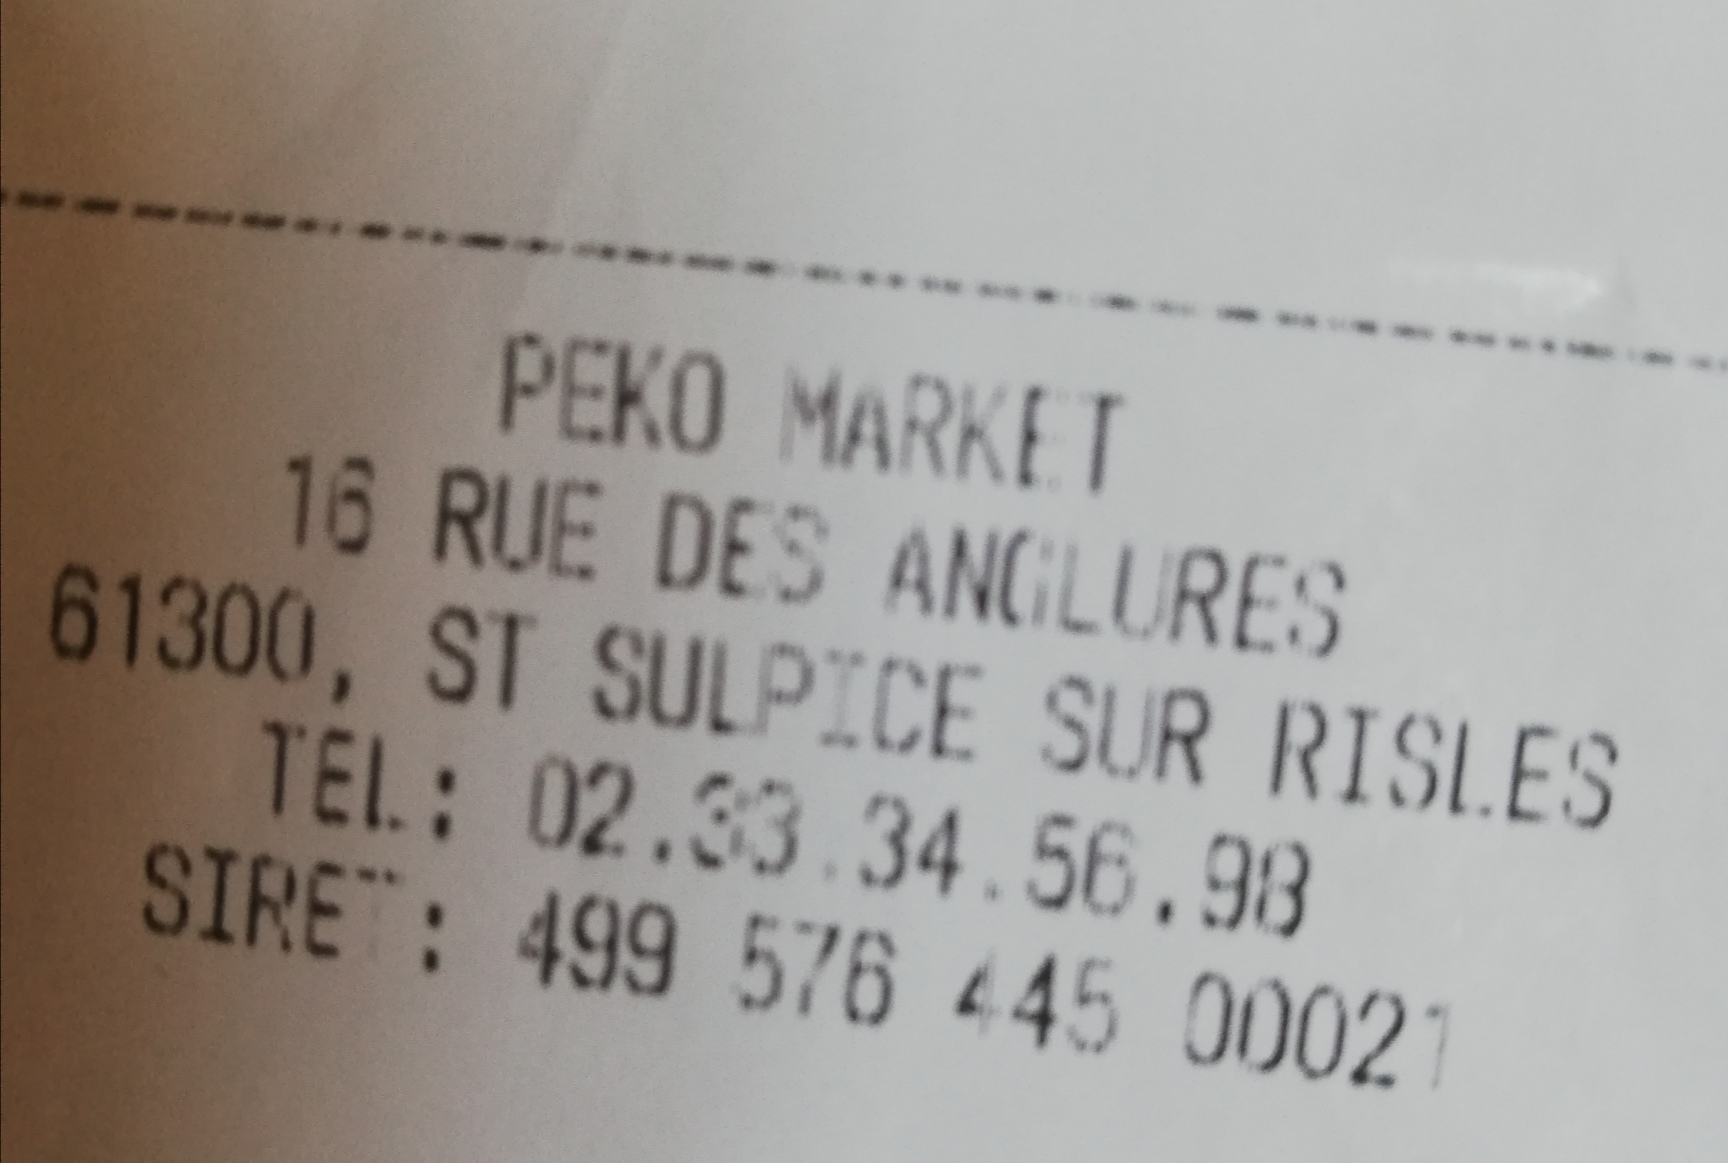 PEKO MARKET
16 RUE DES ANGLURES
61300, ST SULPICE SUR RISLES
TEL: 02.33.34.56.98
SIRET: 499 576 445 00021